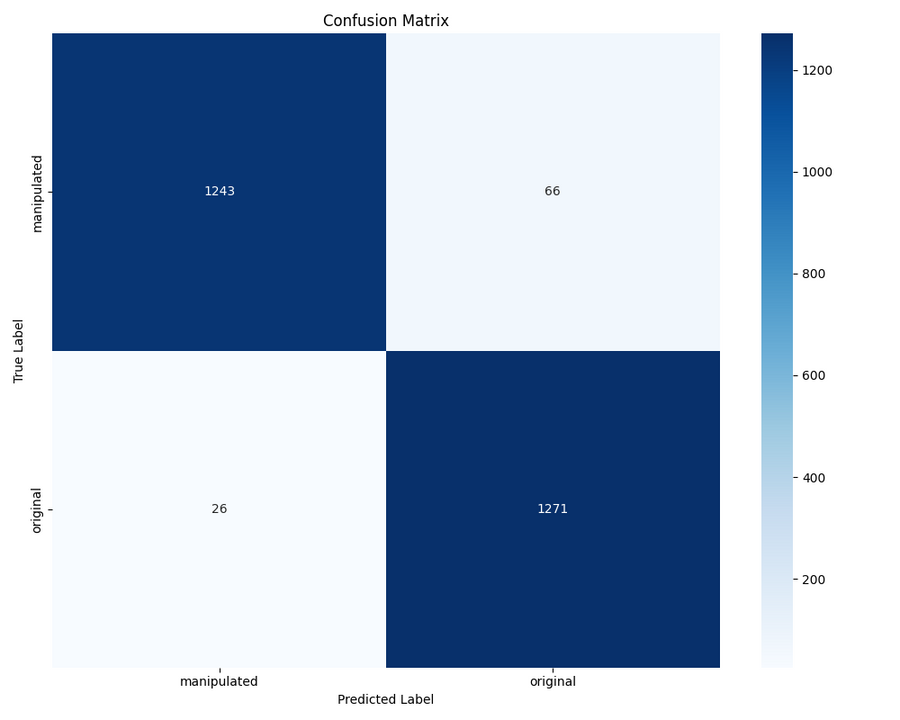 Confusion Matrix
manipulated
1243
66
1200
1000
800
600
400
200
True Label
original
26
1271
manipulated
original
Predicted Label